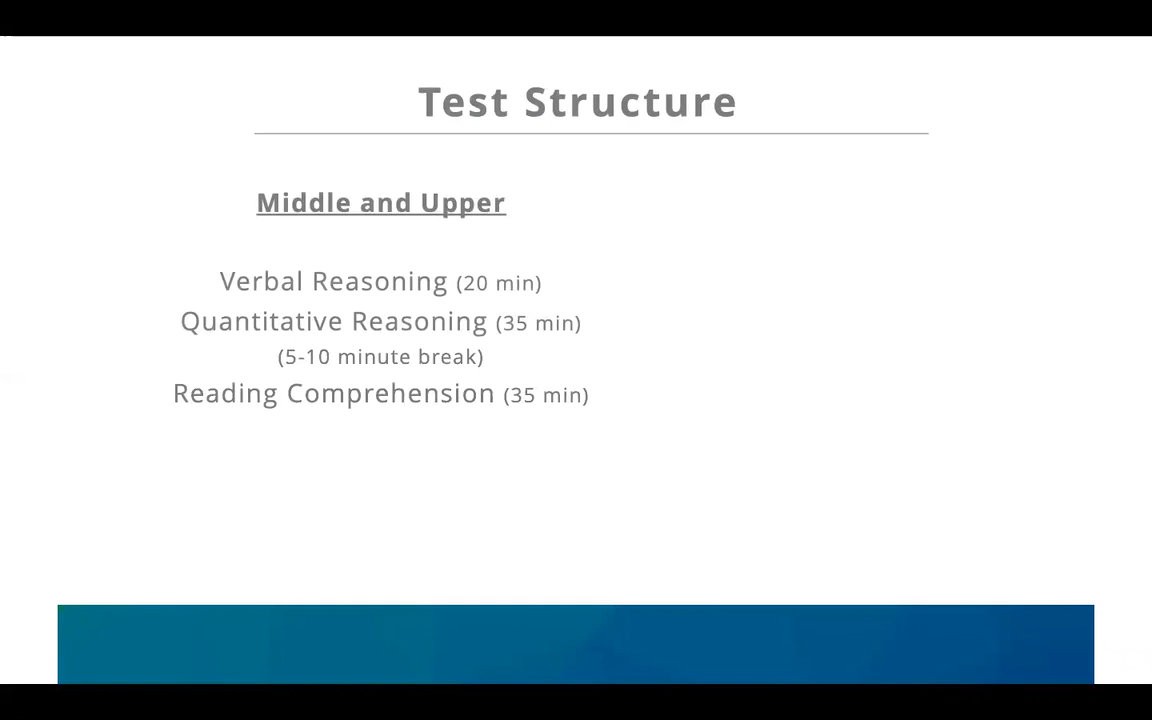 Test Structure
Middle and Upper
Verbal Reasoning (20 min)
Quantitative Reasoning (35 min)
(5-10 minute break)
Reading Comprehension (35 min)